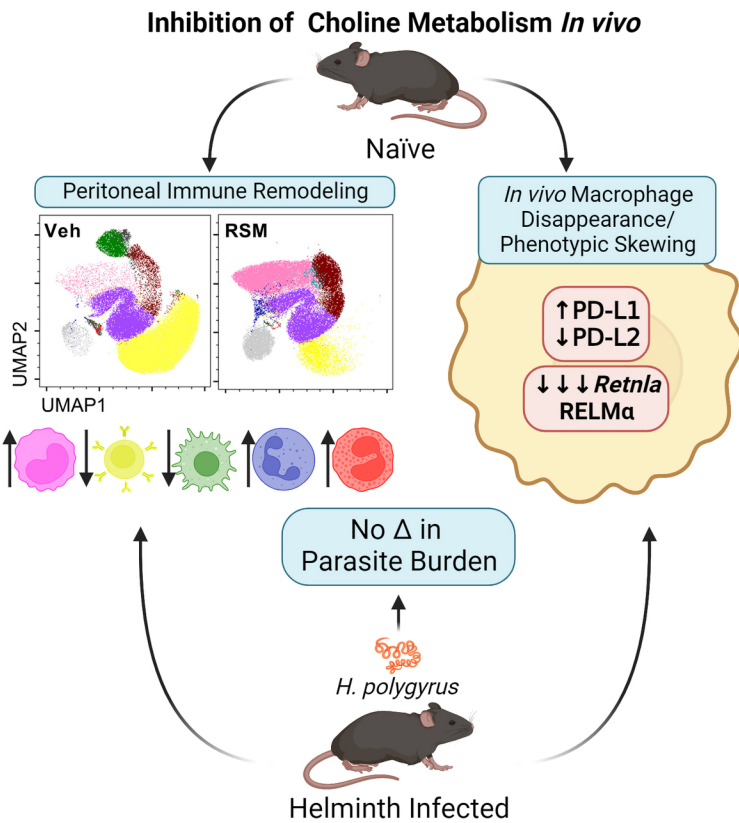 Inhibition of Choline Metabolism In vivo
Naïve
Peritoneal Immune Remodeling
In vivo Macrophage
Disappearance/
Phenotypic Skewing
Veh
RSM
UMAP2
UMAP1
↑PD-L1
↓PD-L2
↓↓↓Retnla
RELMα
No Δ in
Parasite Burden
H. polygyrus
Helminth Infected